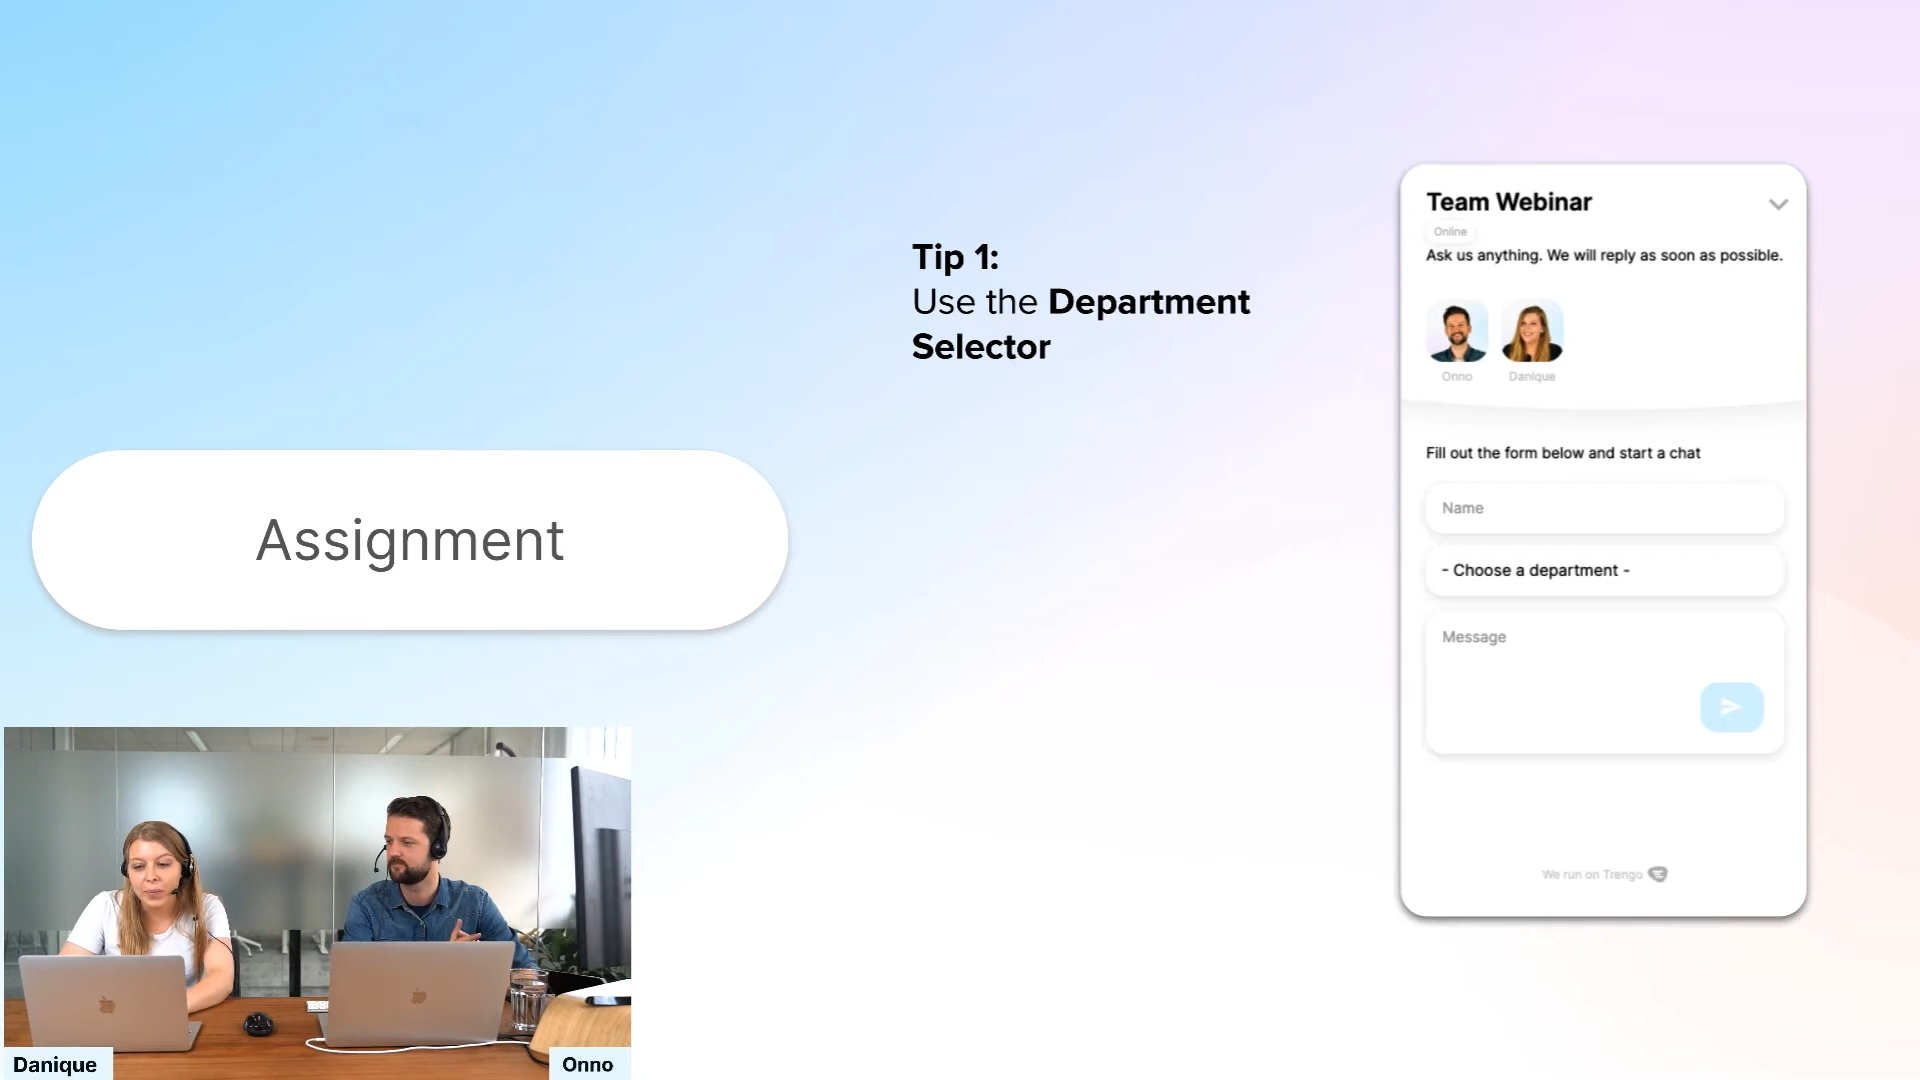 Assignment
Tip 1:
Use the Department
Selector
Team Webinar
Online
Ask us anything. We will reply as soon as possible.
Onno
Danique
Fill out the form below and start a chat
Name
- Choose a department -
Message
We run on Trengo
Danique
Onno